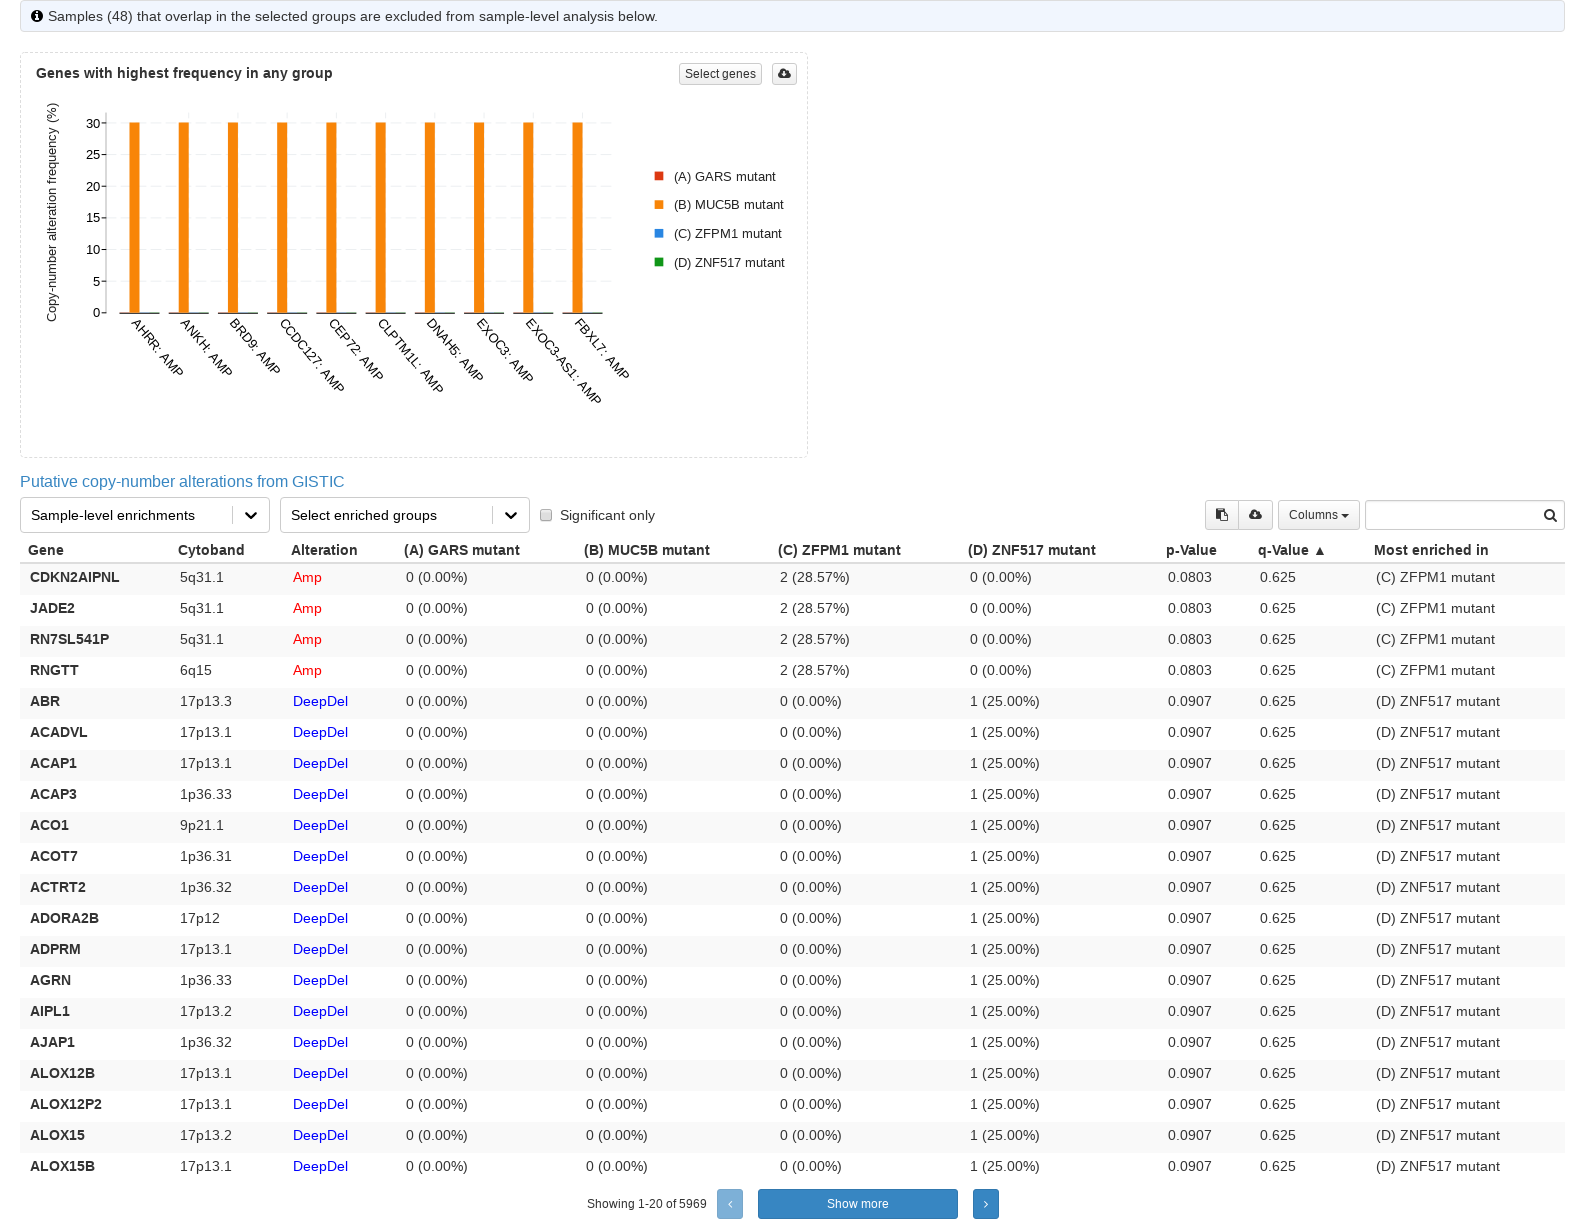 Samples (48) that overlap in the selected groups are excluded from sample-level analysis below.
Genes with highest frequency in any group
Select genes
Copy-number alteration frequency (%)
30
25
20
15
10
5
0
AHRR: AMP
ANKH: AMP
BRD9: AMP
CCDC127: AMP
CEP72: AMP
CLPTM1L: AMP
DNAH5: AMP
EXOC3: AMP
EXOC3-AS1: AMP
FBXL7: AMP
(A) GARS mutant
(B) MUC5B mutant
(C) ZFPM1 mutant
(D) ZNF517 mutant
Putative copy-number alterations from GISTIC
Sample-level enrichments Select enriched groups Significant only Columns
Gene Cytoband Alteration (A) GARS mutant (B) MUC5B mutant (C) ZFPM1 mutant (D) ZNF517 mutant p-Value q-Value ▲ Most enriched in
CDKN2AIPNL 5q31.1 Amp 0 (0.00%) 0 (0.00%) 2 (28.57%) 0 (0.00%) 0.0803 0.625 (C) ZFPM1 mutant
JADE2 5q31.1 Amp 0 (0.00%) 0 (0.00%) 2 (28.57%) 0 (0.00%) 0.0803 0.625 (C) ZFPM1 mutant
RN7SL541P 5q31.1 Amp 0 (0.00%) 0 (0.00%) 2 (28.57%) 0 (0.00%) 0.0803 0.625 (C) ZFPM1 mutant
RNGTT 6q15 Amp 0 (0.00%) 0 (0.00%) 2 (28.57%) 0 (0.00%) 0.0803 0.625 (C) ZFPM1 mutant
ABR 17p13.3 DeepDel 0 (0.00%) 0 (0.00%) 0 (0.00%) 1 (25.00%) 0.0907 0.625 (D) ZNF517 mutant
ACADVL 17p13.1 DeepDel 0 (0.00%) 0 (0.00%) 0 (0.00%) 1 (25.00%) 0.0907 0.625 (D) ZNF517 mutant
ACAP1 17p13.1 DeepDel 0 (0.00%) 0 (0.00%) 0 (0.00%) 1 (25.00%) 0.0907 0.625 (D) ZNF517 mutant
ACAP3 1p36.33 DeepDel 0 (0.00%) 0 (0.00%) 0 (0.00%) 1 (25.00%) 0.0907 0.625 (D) ZNF517 mutant
ACO1 9p21.1 DeepDel 0 (0.00%) 0 (0.00%) 0 (0.00%) 1 (25.00%) 0.0907 0.625 (D) ZNF517 mutant
ACOT7 1p36.31 DeepDel 0 (0.00%) 0 (0.00%) 0 (0.00%) 1 (25.00%) 0.0907 0.625 (D) ZNF517 mutant
ACTRT2 1p36.32 DeepDel 0 (0.00%) 0 (0.00%) 0 (0.00%) 1 (25.00%) 0.0907 0.625 (D) ZNF517 mutant
ADORA2B 17p12 DeepDel 0 (0.00%) 0 (0.00%) 0 (0.00%) 1 (25.00%) 0.0907 0.625 (D) ZNF517 mutant
ADPRM 17p13.1 DeepDel 0 (0.00%) 0 (0.00%) 0 (0.00%) 1 (25.00%) 0.0907 0.625 (D) ZNF517 mutant
AGRN 1p36.33 DeepDel 0 (0.00%) 0 (0.00%) 0 (0.00%) 1 (25.00%) 0.0907 0.625 (D) ZNF517 mutant
AIPL1 17p13.2 DeepDel 0 (0.00%) 0 (0.00%) 0 (0.00%) 1 (25.00%) 0.0907 0.625 (D) ZNF517 mutant
AJAP1 1p36.32 DeepDel 0 (0.00%) 0 (0.00%) 0 (0.00%) 1 (25.00%) 0.0907 0.625 (D) ZNF517 mutant
ALOX12B 17p13.1 DeepDel 0 (0.00%) 0 (0.00%) 0 (0.00%) 1 (25.00%) 0.0907 0.625 (D) ZNF517 mutant
ALOX12P2 17p13.1 DeepDel 0 (0.00%) 0 (0.00%) 0 (0.00%) 1 (25.00%) 0.0907 0.625 (D) ZNF517 mutant
ALOX15 17p13.2 DeepDel 0 (0.00%) 0 (0.00%) 0 (0.00%) 1 (25.00%) 0.0907 0.625 (D) ZNF517 mutant
ALOX15B 17p13.1 DeepDel 0 (0.00%) 0 (0.00%) 0 (0.00%) 1 (25.00%) 0.0907 0.625 (D) ZNF517 mutant
Showing 1-20 of 5969 Show more